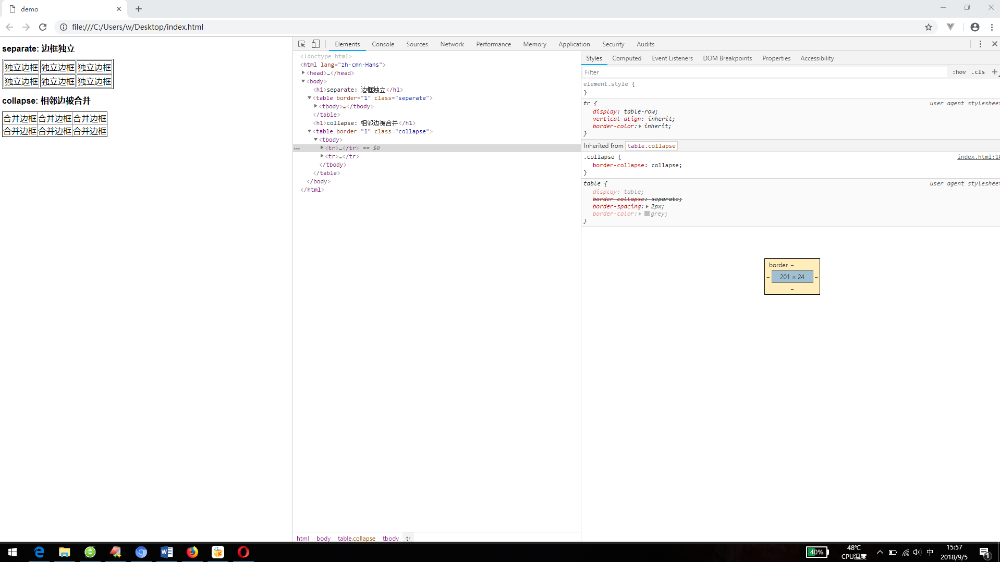 demo
file:///C:/Users/w/Desktop/index.html
separate: 边框独立
独立边框 独立边框 独立边框
独立边框 独立边框 独立边框
collapse: 相邻边被合并
合并边框 合并边框 合并边框
合并边框 合并边框 合并边框
Elements Console Sources Network Performance Memory Application Security Audits
<!doctype html>
<html lang="zh-cmn-Hans">
<head>…</head>
<body>
<h1>separate: 边框独立</h1>
<table border="1" class="separate">
<tbody>…</tbody>
</table>
<h1>collapse: 相邻边被合并</h1>
<table border="1" class="collapse">
<tbody>
<tr>…</tr> == $0
<tr>…</tr>
</tbody>
</table>
</body>
</html>
html body table.collapse tbody tr
Styles Computed Event Listeners DOM Breakpoints Properties Accessibility
Filter :hov .cls +
element.style {
}
tr { user agent stylesheet
display: table-row;
vertical-align: inherit;
border-color: inherit;
}
Inherited from table.collapse
.collapse { index.html:10
border-collapse: collapse;
}
table { user agent stylesheet
display: table;
border-collapse: separate;
border-spacing: 2px;
border-color: grey;
}
border –
– 201 × 24 –
–
40% 48℃ 中 15:57
CPU温度 2018/9/5 1